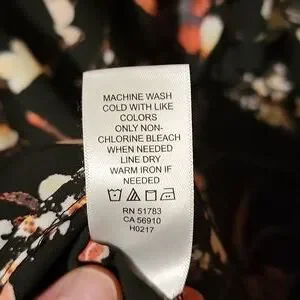 MACHINE WASH
COLD WITH LIKE
COLORS
ONLY NON-
CHLORINE BLEACH
WHEN NEEDED
LINE DRY
WARM IRON IF
NEEDED
RN 51783
CA 56910
H0217